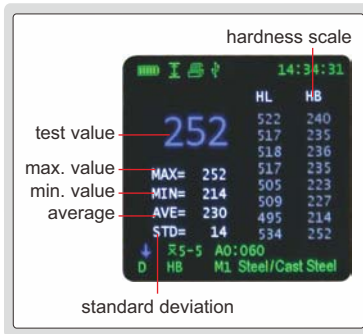 hardness scale
14:34:31
HL HB
522 240
517 235
518 236
517 235
505 223
509 227
495 214
534 252
test value
252
max. value
MAX= 252
min. value
MIN= 214
average
AVE= 230
STD= 14
x̄5-5 A0:060
D HB M1 Steel/Cast Steel
standard deviation